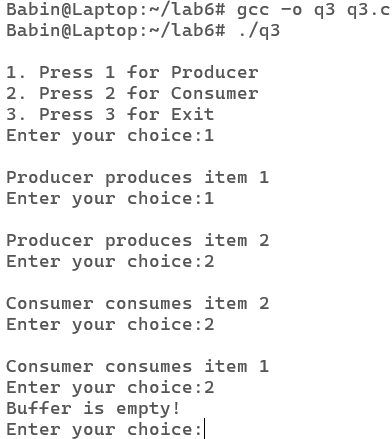 Babin@Laptop:~/lab6# gcc -o q3 q3.c
Babin@Laptop:~/lab6# ./q3
1. Press 1 for Producer
2. Press 2 for Consumer
3. Press 3 for Exit
Enter your choice:1
Producer produces item 1
Enter your choice:1
Producer produces item 2
Enter your choice:2
Consumer consumes item 2
Enter your choice:2
Consumer consumes item 1
Enter your choice:2
Buffer is empty!
Enter your choice: